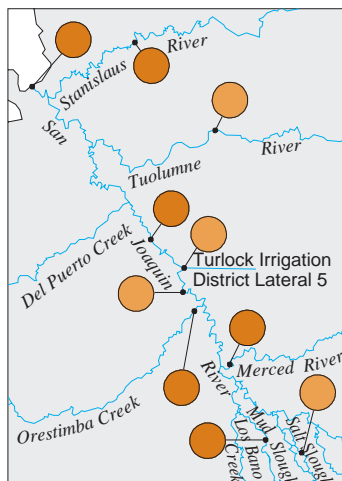 Stanislaus River
San Joaquin River
Tuolumne River
Del Puerto Creek
Turlock Irrigation
District Lateral 5
Merced River
Orestimba Creek
Mud Slough
Salt Slough
Los Bano
Creek